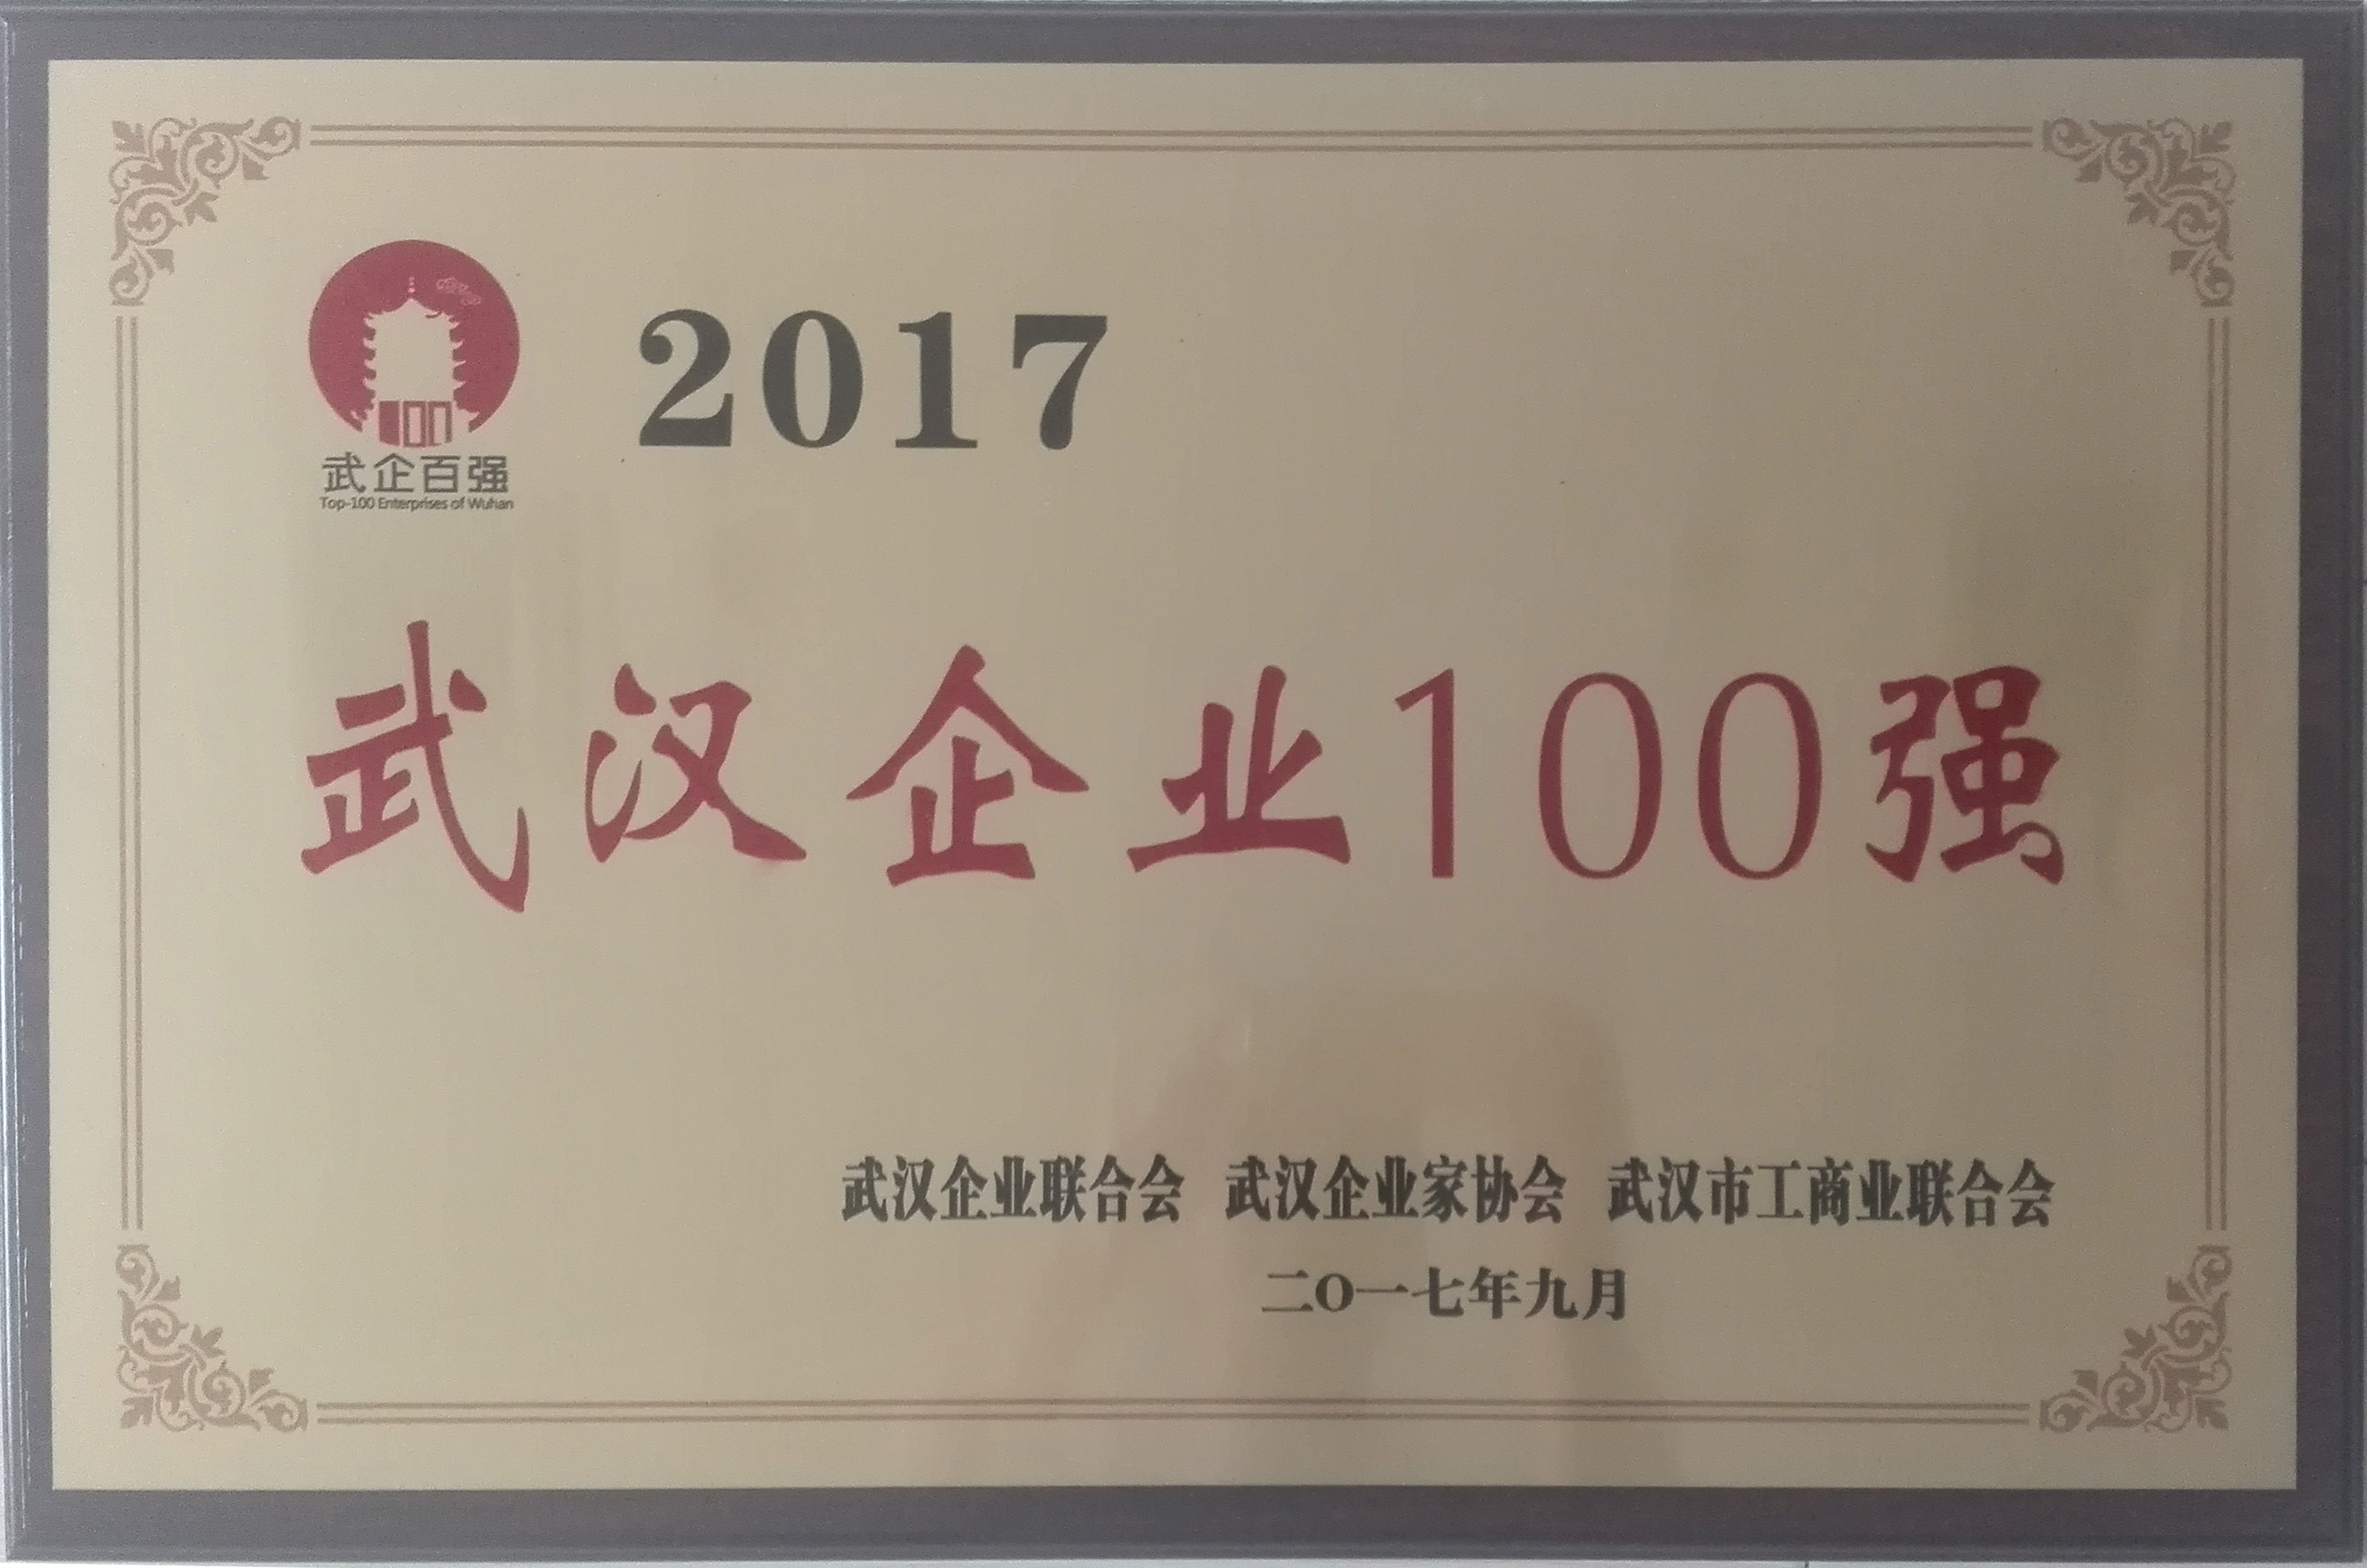 2017
武企百强
Top-100 Enterprises of Wuhan
武汉企业100强
武汉企业联合会 武汉企业家协会 武汉市工商业联合会
二〇一七年九月